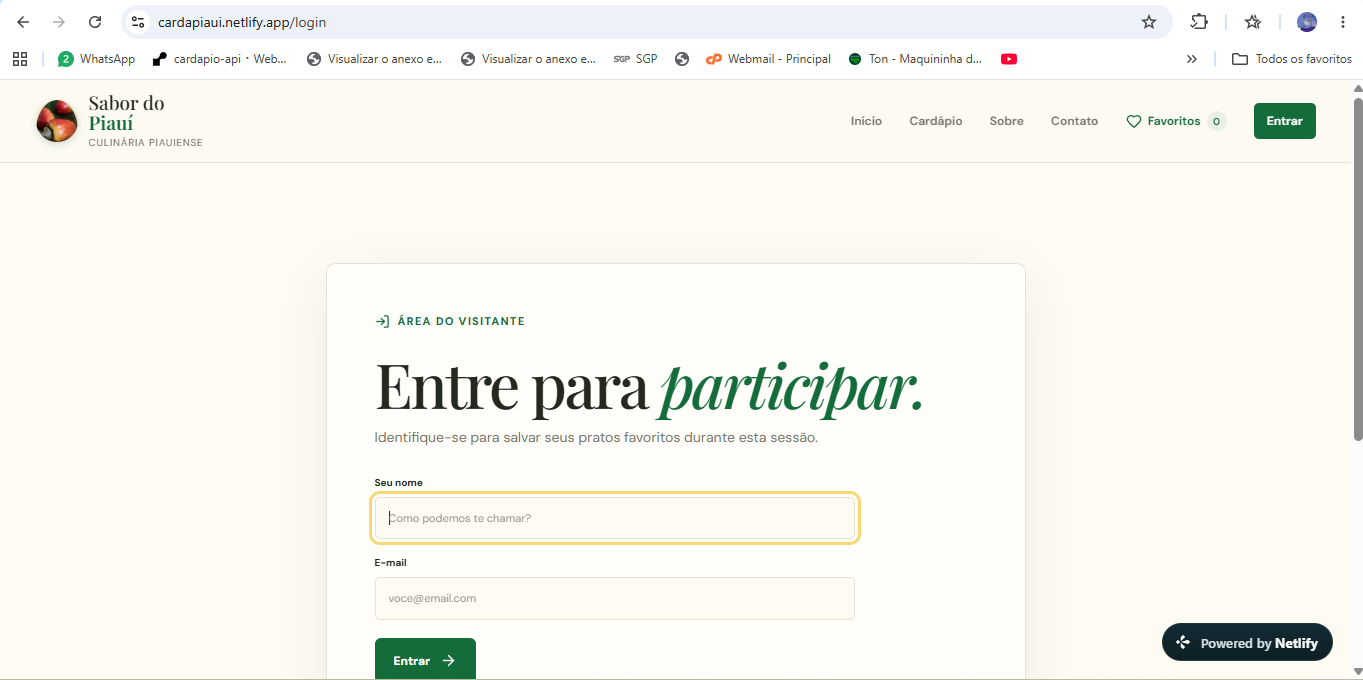 cardapiaui.netlify.app/login
2 WhatsApp
cardapio-api · Web...
Visualizar o anexo e...
Visualizar o anexo e...
SGP SGP
Webmail - Principal
Ton - Maquininha d...
Todos os favoritos
Sabor do
Piauí
CULINÁRIA PIAUIENSE
Início
Cardápio
Sobre
Contato
Favoritos 0
Entrar
ÁREA DO VISITANTE
Entre para participar.
Identifique-se para salvar seus pratos favoritos durante esta sessão.
Seu nome
Como podemos te chamar?
E-mail
voce@email.com
Entrar
Powered by Netlify